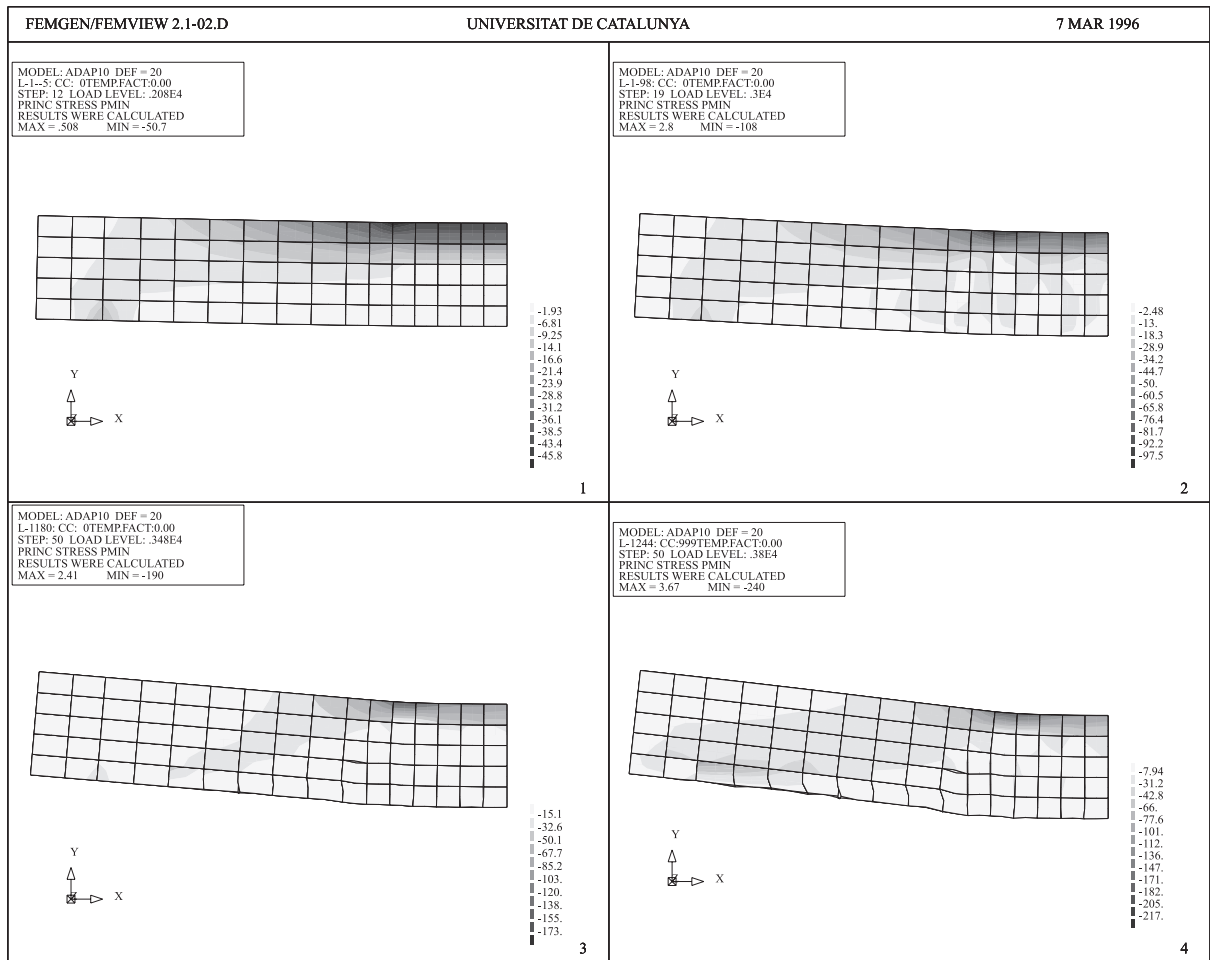 FEMGEN/FEMVIEW 2.1-02.D UNIVERSITAT DE CATALUNYA 7 MAR 1996
MODEL: ADAP10 DEF = 20
L-1--5: CC: 0TEMP.FACT:0.00
STEP: 12 LOAD LEVEL: .208E4
PRINC STRESS PMIN
RESULTS WERE CALCULATED
MAX = .508 MIN = -50.7
Y
X
-1.93
-6.81
-9.25
-14.1
-16.6
-21.4
-23.9
-28.8
-31.2
-36.1
-38.5
-43.4
-45.8
1
MODEL: ADAP10 DEF = 20
L-1-98: CC: 0TEMP.FACT:0.00
STEP: 19 LOAD LEVEL: .3E4
PRINC STRESS PMIN
RESULTS WERE CALCULATED
MAX = 2.8 MIN = -108
Y
X
-2.48
-13.
-18.3
-28.9
-34.2
-44.7
-50.
-60.5
-65.8
-76.4
-81.7
-92.2
-97.5
2
MODEL: ADAP10 DEF = 20
L-1180: CC: 0TEMP.FACT:0.00
STEP: 50 LOAD LEVEL: .348E4
PRINC STRESS PMIN
RESULTS WERE CALCULATED
MAX = 2.41 MIN = -190
Y
X
-15.1
-32.6
-50.1
-67.7
-85.2
-103.
-120.
-138.
-155.
-173.
3
MODEL: ADAP10 DEF = 20
L-1244: CC:999TEMP.FACT:0.00
STEP: 50 LOAD LEVEL: .38E4
PRINC STRESS PMIN
RESULTS WERE CALCULATED
MAX = 3.67 MIN = -240
Y
X
-7.94
-31.2
-42.8
-66.
-77.6
-101.
-112.
-136.
-147.
-171.
-182.
-205.
-217.
4